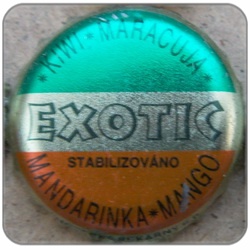 KIWI • MARACUJA
EXOTIC
STABILIZOVÁNO
MANDARINKA • MANGO